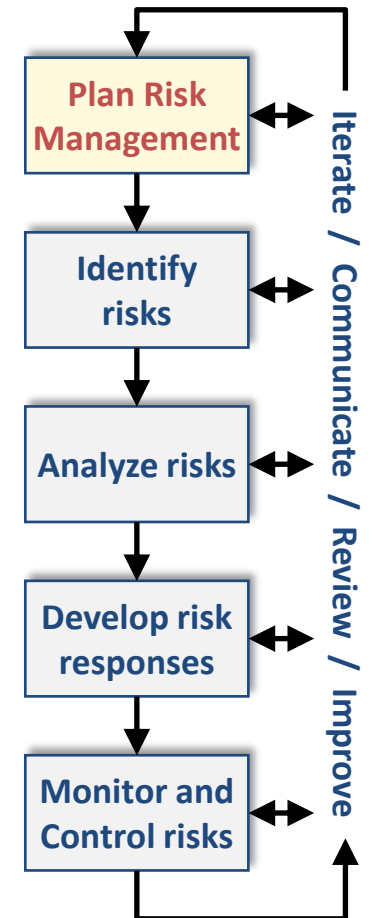 Plan Risk
Management
Identify
risks
Analyze risks
Develop risk
responses
Monitor and
Control risks
Iterate / Communicate / Review / Improve